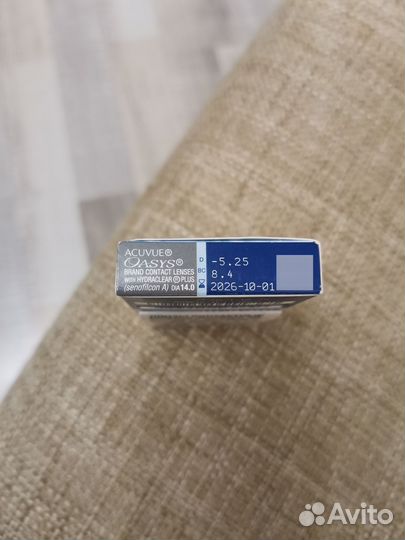 ACUVUE®
OASYS®
BRAND CONTACT LENSES
WITH HYDRACLEAR® PLUS
(senofilcon A) DIA 14.0
D -5.25
BC 8.4
2026-10-01
Avito